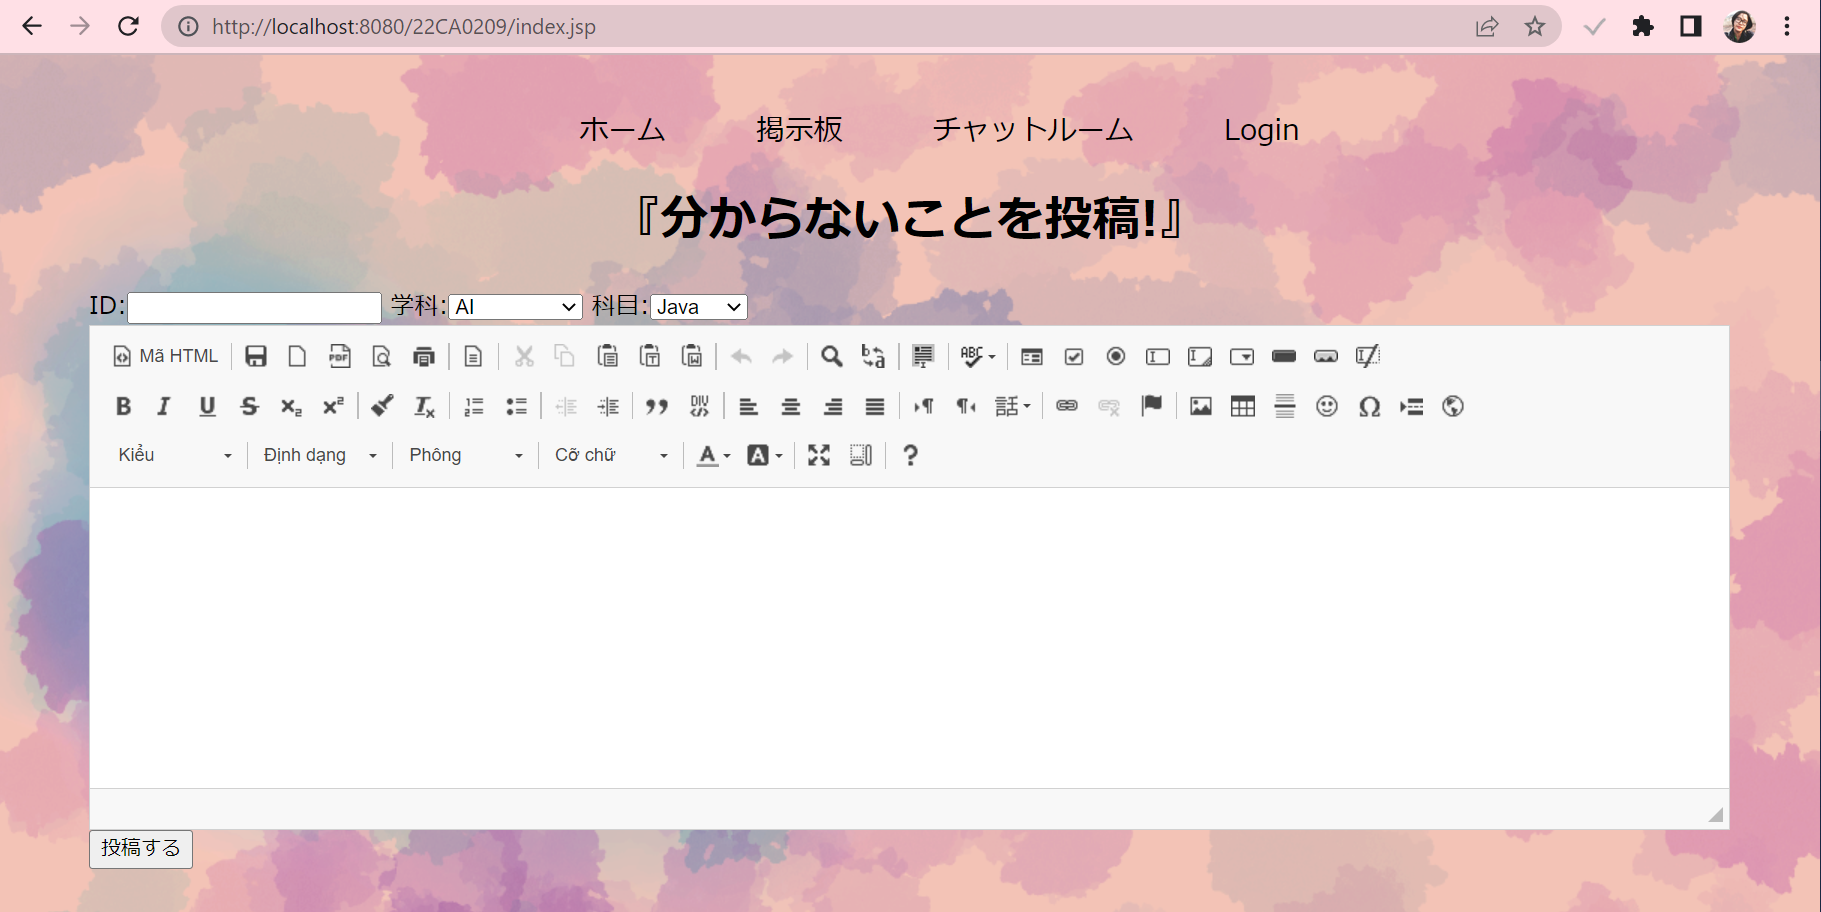 http://localhost:8080/22CA0209/index.jsp
ホーム 掲示板 チャットルーム Login
『分からないことを投稿!』
ID: 学科: AI 科目: Java
Mã HTML
Kiểu Định dạng Phông Cỡ chữ
投稿する